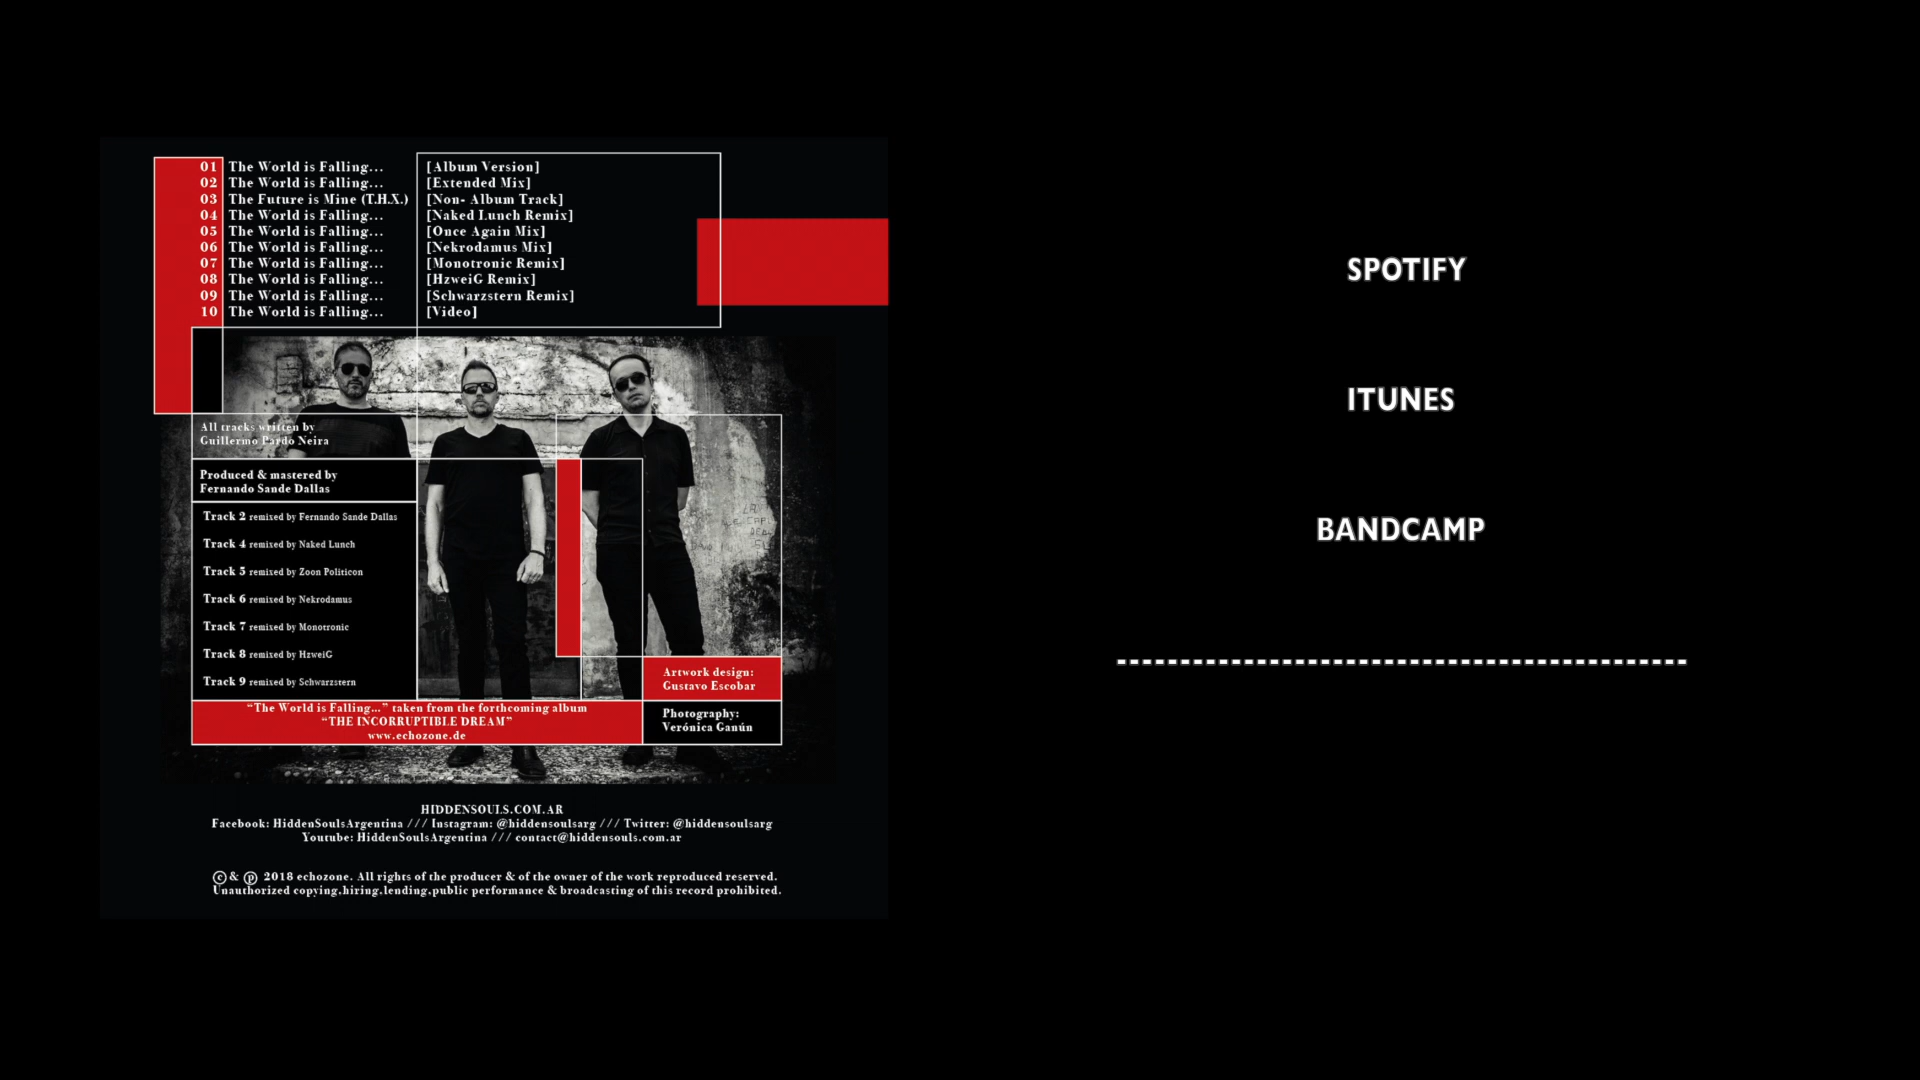 01 The World is Falling... [Album Version]
02 The World is Falling... [Extended Mix]
03 The Future is Mine (T.H.X.) [Non- Album Track]
04 The World is Falling... [Naked Lunch Remix]
05 The World is Falling... [Once Again Mix]
06 The World is Falling... [Nekrodamus Mix]
07 The World is Falling... [Monotronic Remix]
08 The World is Falling... [HzweiG Remix]
09 The World is Falling... [Schwarzstern Remix]
10 The World is Falling... [Video]
All tracks written by
Guillermo Pardo Neira
Produced & mastered by
Fernando Sande Dallas
Track 2 remixed by Fernando Sande Dallas
Track 4 remixed by Naked Lunch
Track 5 remixed by Zoon Politicon
Track 6 remixed by Nekrodamus
Track 7 remixed by Monotronic
Track 8 remixed by HzweiG
Track 9 remixed by Schwarzstern
Artwork design:
Gustavo Escobar
Photography:
Verónica Ganún
“The World is Falling...” taken from the forthcoming album
“THE INCORRUPTIBLE DREAM”
www.echozone.de
HIDDENSOULS.COM.AR
Facebook: HiddenSoulsArgentina /// Instagram: @hiddensoulsarg /// Twitter: @hiddensoulsarg
Youtube: HiddenSoulsArgentina /// contact@hiddensouls.com.ar
© & ℗ 2018 echozone. All rights of the producer & of the owner of the work reproduced reserved.
Unauthorized copying,hiring,lending,public performance & broadcasting of this record prohibited.
SPOTIFY
ITUNES
BANDCAMP